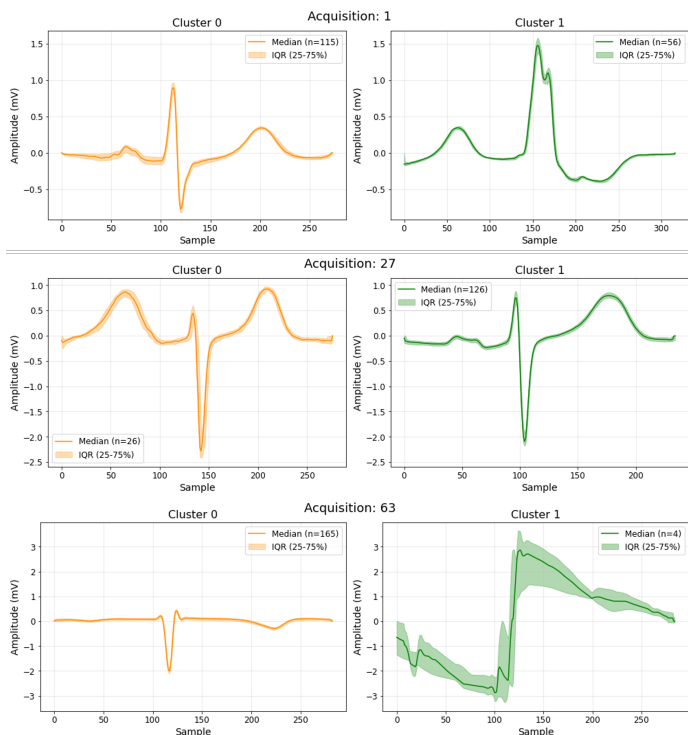 Acquisition: 1
Cluster 0
Cluster 1
Median (n=115)
IQR (25-75%)
Median (n=56)
IQR (25-75%)
Amplitude (mV)
1.5
1.0
0.5
0.0
−0.5
0 50 100 150 200 250
Sample
Amplitude (mV)
1.5
1.0
0.5
0.0
−0.5
0 50 100 150 200 250 300
Sample
Acquisition: 27
Cluster 0
Cluster 1
Median (n=26)
IQR (25-75%)
Median (n=126)
IQR (25-75%)
Amplitude (mV)
1.0
0.5
0.0
−0.5
−1.0
−1.5
−2.0
−2.5
0 50 100 150 200 250
Sample
Amplitude (mV)
1.0
0.5
0.0
−0.5
−1.0
−1.5
−2.0
−2.5
0 50 100 150 200
Sample
Acquisition: 63
Cluster 0
Cluster 1
Median (n=165)
IQR (25-75%)
Median (n=4)
IQR (25-75%)
Amplitude (mV)
3
2
1
0
−1
−2
−3
0 50 100 150 200 250
Sample
Amplitude (mV)
3
2
1
0
−1
−2
−3
0 50 100 150 200 250
Sample